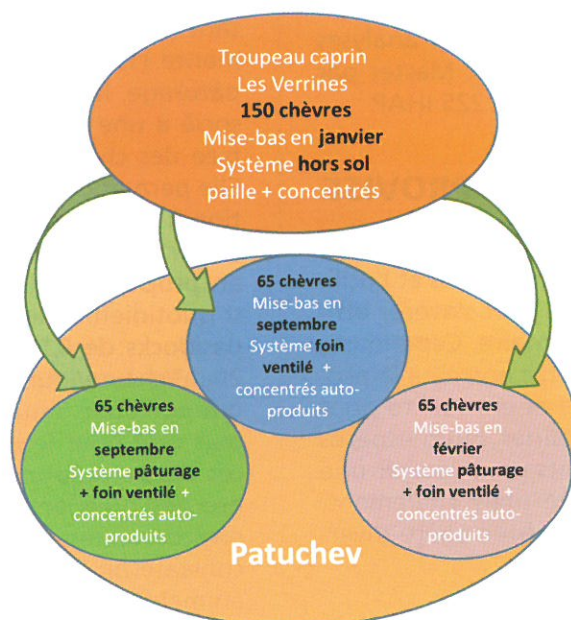 Troupeau caprin
Les Verrines
150 chèvres
Mise-bas en janvier
Système hors sol
paille + concentrés
65 chèvres
Mise-bas en
septembre
Système foin
ventilé +
concentrés auto-
produits
65 chèvres
Mise-bas en
septembre
Système pâturage
+ foin ventilé +
concentrés auto-
produits
65 chèvres
Mise-bas en
février
Système pâturage
+ foin ventilé +
concentrés auto-
produits
Patuchev